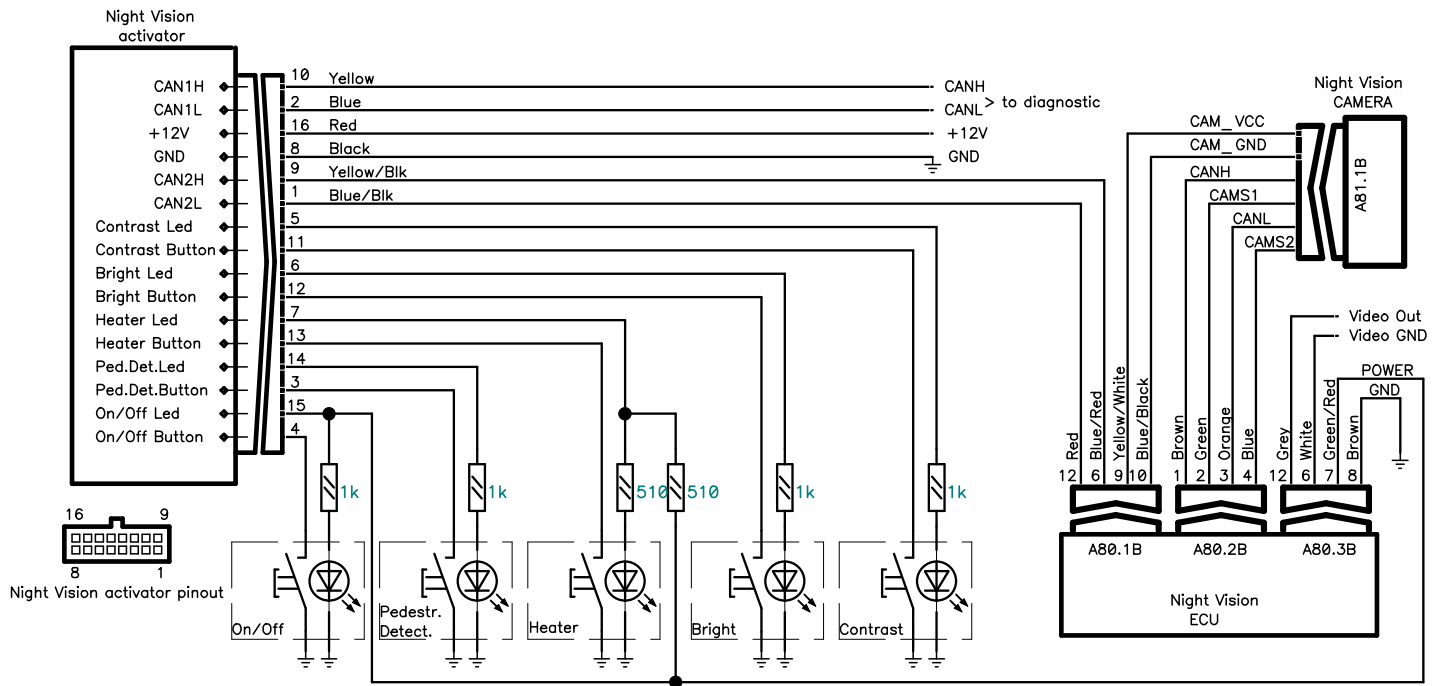 Night Vision
activator
CAN1H
CAN1L
+12V
GND
CAN2H
CAN2L
Contrast Led
Contrast Button
Bright Led
Bright Button
Heater Led
Heater Button
Ped.Det.Led
Ped.Det.Button
On/Off Led
On/Off Button
10 Yellow
2 Blue
16 Red
8 Black
9 Yellow/Blk
1 Blue/Blk
5
11
6
12
7
13
14
3
15
4
CANH
CANL > to diagnostic
+12V
GND
Night Vision
CAMERA
A81.1B
CAM_VCC
CAM_GND
CANH
CAMS1
CANL
CAMS2
Video Out
Video GND
POWER
GND
Red
Blue/Red
Yellow/White
Blue/Black
Brown
Green
Orange
Blue
Grey
White
Green/Red
Brown
12 6 9 10 1 2 3 4 12 6 7 8
A80.1B A80.2B A80.3B
Night Vision
ECU
1k 1k 510 510 1k 1k
On/Off
Pedestr.
Detect.
Heater
Bright
Contrast
16 9
8 1
Night Vision activator pinout